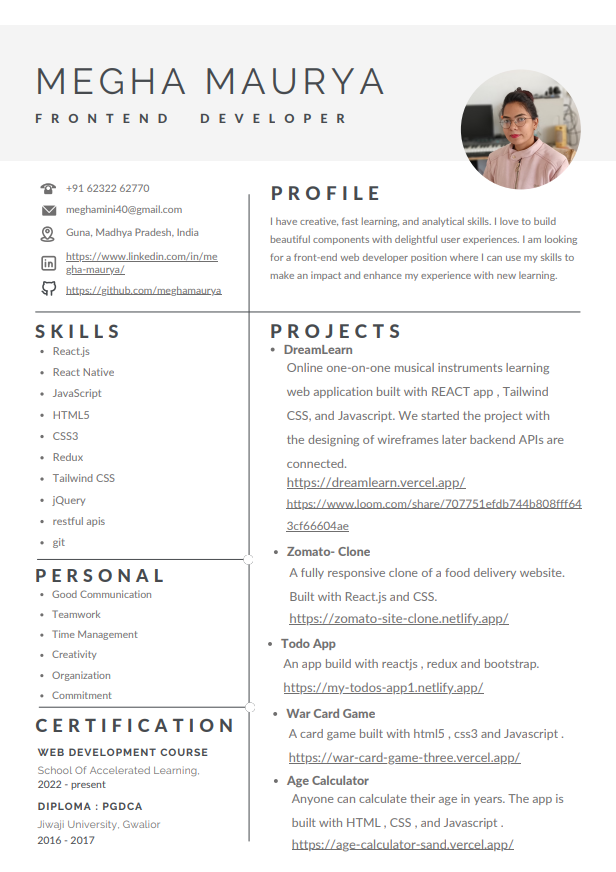 MEGHA MAURYA
FRONTEND DEVELOPER
+91 62322 62770
meghamini40@gmail.com
Guna, Madhya Pradesh, India
https://www.linkedin.com/in/me
gha-maurya/
https://github.com/meghamaurya
PROFILE
I have creative, fast learning, and analytical skills. I love to build
beautiful components with delightful user experiences. I am looking
for a front-end web developer position where I can use my skills to
make an impact and enhance my experience with new learning.
SKILLS
• React.js
• React Native
• JavaScript
• HTML5
• CSS3
• Redux
• Tailwind CSS
• jQuery
• restful apis
• git
PERSONAL
• Good Communication
• Teamwork
• Time Management
• Creativity
• Organization
• Commitment
CERTIFICATION
WEB DEVELOPMENT COURSE
School Of Accelerated Learning,
2022 - present
DIPLOMA : PGDCA
Jiwaji University, Gwalior
2016 - 2017
PROJECTS
• DreamLearn
Online one-on-one musical instruments learning
web application built with REACT app , Tailwind
CSS, and Javascript. We started the project with
the designing of wireframes later backend APIs are
connected.
https://dreamlearn.vercel.app/
https://www.loom.com/share/707751efdb744b808fff64
3cf66604ae
• Zomato- Clone
A fully responsive clone of a food delivery website.
Built with React.js and CSS.
https://zomato-site-clone.netlify.app/
• Todo App
An app build with reactjs , redux and bootstrap.
https://my-todos-app1.netlify.app/
• War Card Game
A card game built with html5 , css3 and Javascript .
https://war-card-game-three.vercel.app/
• Age Calculator
Anyone can calculate their age in years. The app is
built with HTML , CSS , and Javascript .
https://age-calculator-sand.vercel.app/